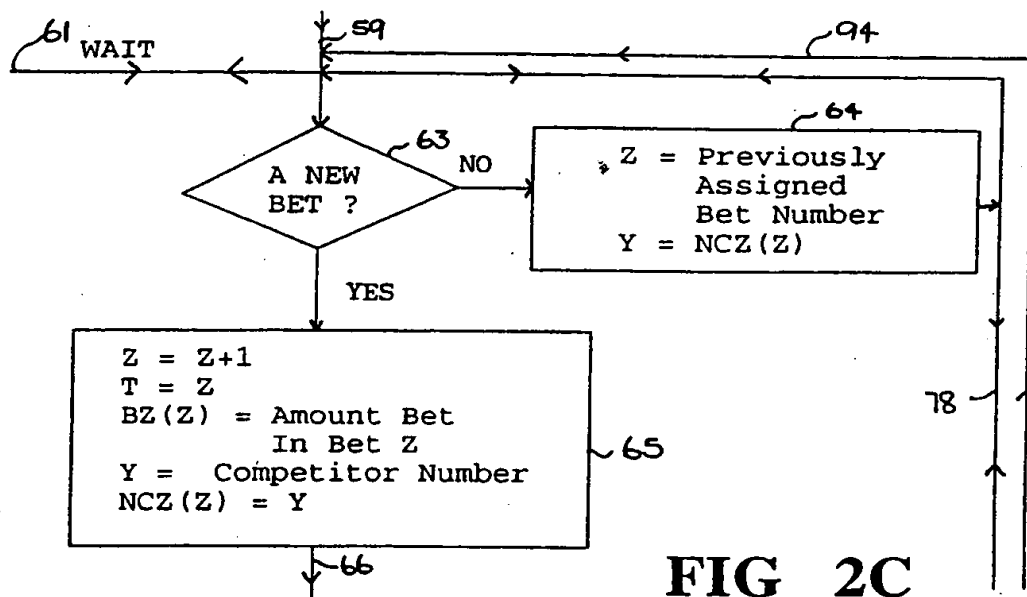 61
WAIT
59
94
63
A NEW
BET ?
NO
64
Z = Previously
Assigned
Bet Number
Y = NCZ(Z)
YES
Z = Z+1
T = Z
BZ(Z) = Amount Bet
In Bet Z
Y = Competitor Number
NCZ(Z) = Y
65
78
66
FIG 2C